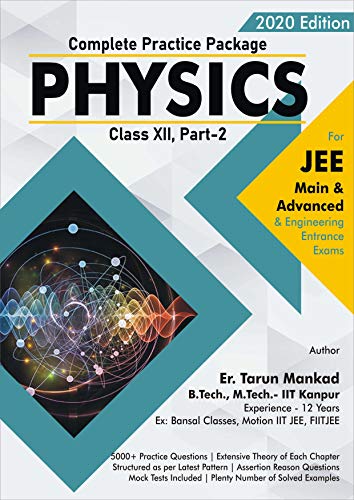 2020 Edition
Complete Practice Package
PHYSICS
Class XII, Part-2
For
JEE
Main &
Advanced
& Engineering
Entrance
Exams
Author
Er. Tarun Mankad
B.Tech., M.Tech.- IIT Kanpur
Experience - 12 Years
Ex: Bansal Classes, Motion IIT JEE, FIITJEE
5000+ Practice Questions | Extensive Theory of Each Chapter
Structured as per Latest Pattern | Assertion Reason Questions
Mock Tests Included | Plenty Number of Solved Examples